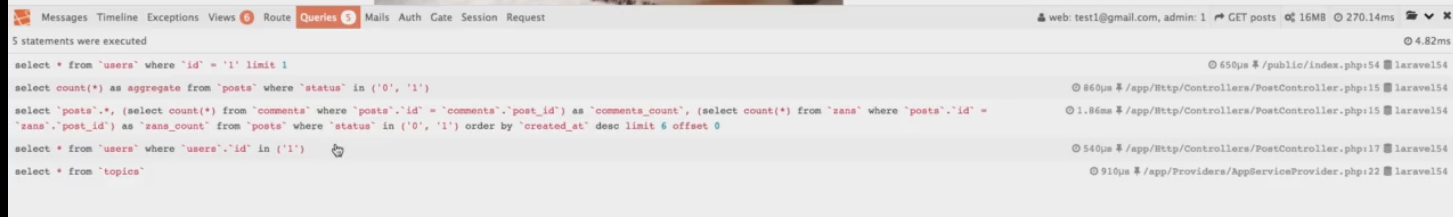 Messages Timeline Exceptions Views 6 Route Queries 5 Mails Auth Gate Session Request web: test1@gmail.com, admin: 1 GET posts 16MB 270.14ms
5 statements were executed 4.82ms
select * from `users` where `id` = '1' limit 1 650μs /public/index.php:54 laravel54
select count(*) as aggregate from `posts` where `status` in ('0', '1') 860μs /app/Http/Controllers/PostController.php:15 laravel54
select `posts`.*, (select count(*) from `comments` where `posts`.`id` = `comments`.`post_id`) as `comments_count`, (select count(*) from `zans` where `posts`.`id` = 1.86ms /app/Http/Controllers/PostController.php:15 laravel54
`zans`.`post_id`) as `zans_count` from `posts` where `status` in ('0', '1') order by `created_at` desc limit 6 offset 0
select * from `users` where `users`.`id` in ('1') 540μs /app/Http/Controllers/PostController.php:17 laravel54
select * from `topics` 910μs /app/Providers/AppServiceProvider.php:22 laravel54